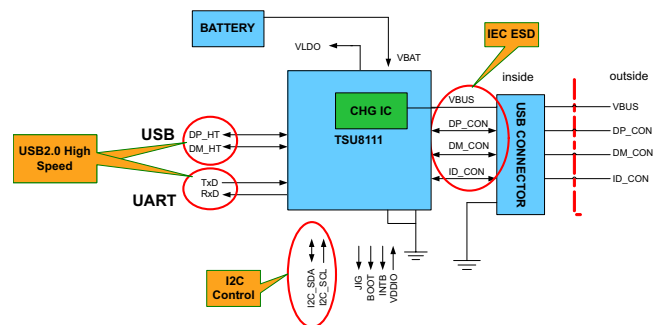 BATTERY
VLDO
VBAT
IEC ESD
inside
outside
CHG IC
TSU8111
VBUS
DP_CON
DM_CON
ID_CON
USB CONNECTOR
VBUS
DP_CON
DM_CON
ID_CON
USB
DP_HT
DM_HT
USB2.0 High
Speed
TxD
RxD
UART
I2C
Control
I2C_SDA
I2C_SCL
JIG
BOOT
INTB
VDDIO